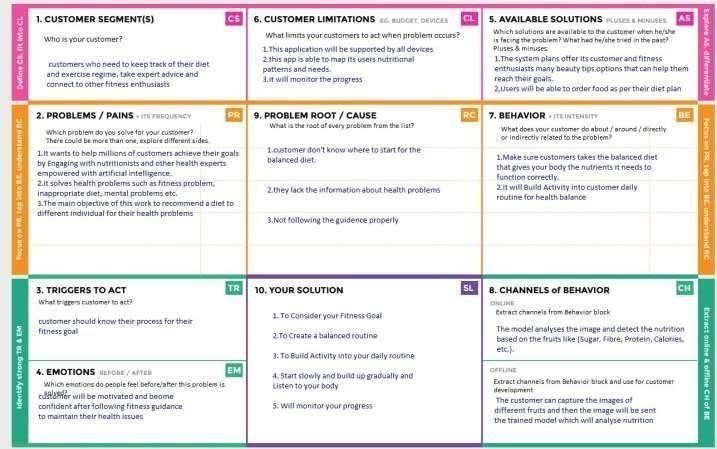 Define CS, fit into CL
1. CUSTOMER SEGMENT(S)
CS
Who is your customer?
customers who need to keep track of their diet
and exercise regime, take expert advice and
connect to other fitness enthusiasts
6. CUSTOMER LIMITATIONS EG. BUDGET, DEVICES
CL
What limits your customers to act when problem occurs?
1.This application will be supported by all devices
2.this app is able to map its users nutritional
patterns and needs.
3.it will monitor the progress
5. AVAILABLE SOLUTIONS PLUSES & MINUSES
AS
Which solutions are available to the customer when he/she
is facing the problem? What had he/she tried in the past?
Pluses & minuses
1.The system plans offer its customer and fitness
enthusiasts many beauty tips options that can help them
reach their goals.
2.Users will be able to order food as per their diet plan
Explore AS, differentiate
Focus on PR, tap into BE, understand RC
2. PROBLEMS / PAINS + ITS FREQUENCY
PR
Which problem do you solve for your customer?
There could be more than one, explore different sides.
1.It wants to help millions of customers achieve their goals
by Engaging with nutritionists and other health experts
empowered with artificial intelligence.
2.it solves health problems such as fitness problem,
inappropriate diet, mental problems etc.
3.The main objective of this work to recommend a diet to
different individual for their health problems
9. PROBLEM ROOT / CAUSE
RC
What is the root of every problem from the list?
1.customer don't know where to start for the
balanced diet.
2.they lack the information about health problems
3.Not following the guidence properly
7. BEHAVIOR + ITS INTENSITY
BE
What does your customer do about / around / directly
or indirectly related to the problem?
1.Make sure customers takes the balanced diet
that gives your body the nutrients it needs to
function correctly.
2.it will Build Activity into customer daily
routine for health balance
Focus on PR, tap into BE, understand RC
Identify strong TR & EM
3. TRIGGERS TO ACT
TR
What triggers customer to act?
customer should know their process for their
fitness goal
4. EMOTIONS BEFORE / AFTER
EM
Which emotions do people feel before/after this problem is
solved?
customer will be motivated and beome
confident after following fitness guidance
to maintain their health issues
10. YOUR SOLUTION
SL
1. To Consider your Fitness Goal
2.To Create a balanced routine
3. To Build Activity into your daily routine
4. Start slowly and build up gradually and
Listen to your body
5. Will monitor your progress
8. CHANNELS of BEHAVIOR
CH
ONLINE
Extract channels from Behavior block
The model analyses the image and detect the nutrition
based on the fruits like (Sugar, Fibre, Protein, Calories,
etc.).
OFFLINE
Extract channels from Behavior block and use for customer
development
The customer can capture the images of
different fruits and then the image will be sent
the trained model which will analyse nutrition
Extract online & offline CH of BE